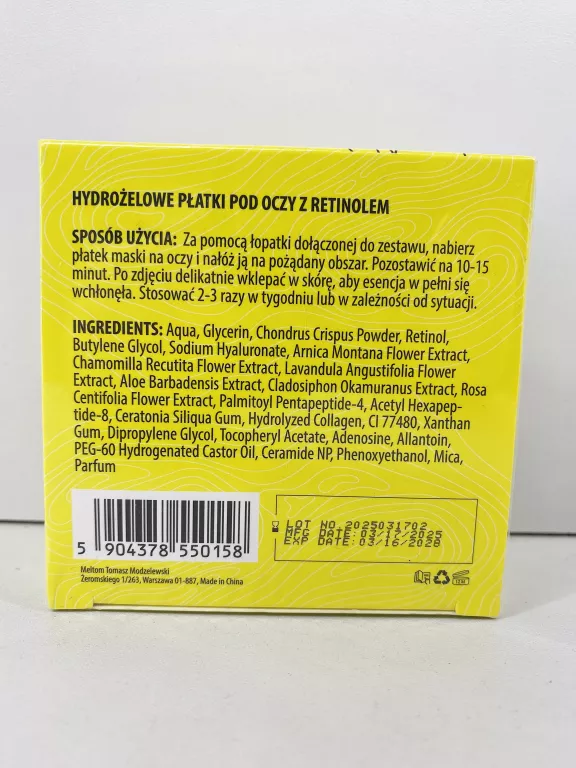 HYDROŻELOWE PŁATKI POD OCZY Z RETINOLEM
SPOSÓB UŻYCIA: Za pomocą łopatki dołączonej do zestawu, nabierz
płatek maski na oczy i nałóż ją na pożądany obszar. Pozostawić na 10-15
minut. Po zdjęciu delikatnie wklepać w skórę, aby esencja w pełni się
wchłonęła. Stosować 2-3 razy w tygodniu lub w zależności od sytuacji.
INGREDIENTS: Aqua, Glycerin, Chondrus Crispus Powder, Retinol,
Butylene Glycol, Sodium Hyaluronate, Arnica Montana Flower Extract,
Chamomilla Recutita Flower Extract, Lavandula Angustifolia Flower
Extract, Aloe Barbadensis Extract, Cladosiphon Okamuranus Extract, Rosa
Centifolia Flower Extract, Palmitoyl Pentapeptide-4, Acetyl Hexapep-
tide-8, Ceratonia Siliqua Gum, Hydrolyzed Collagen, CI 77480, Xanthan
Gum, Dipropylene Glycol, Tocopheryl Acetate, Adenosine, Allantoin,
PEG-60 Hydrogenated Castor Oil, Ceramide NP, Phenoxyethanol, Mica,
Parfum
5 904378 550158
LOT NO. 2025031702
MFG DATE: 03/17/2025
EXP DATE: 03/16/2028
Meltom Tomasz Modzelewski
Żeromskiego 1/263, Warszawa 01-887, Made in China